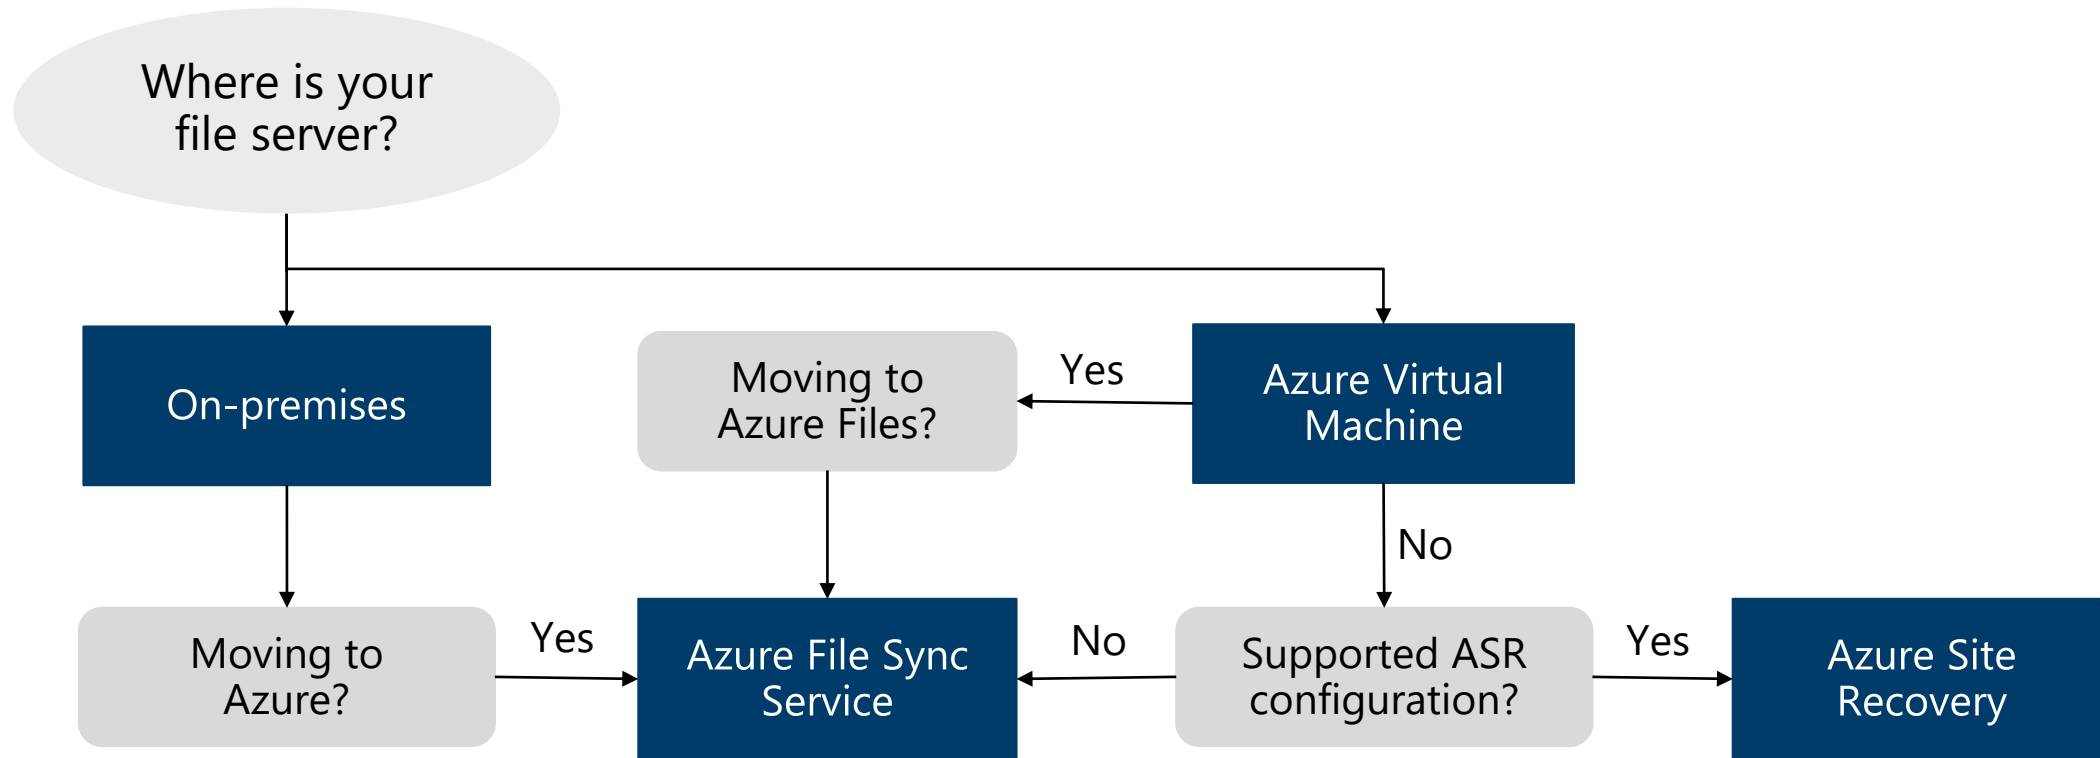 Where is your
file server?
On-premises
Moving to
Azure Files?
Yes
Azure Virtual
Machine
No
Moving to
Azure?
Yes
Azure File Sync
Service
No
Supported ASR
configuration?
Yes
Azure Site
Recovery